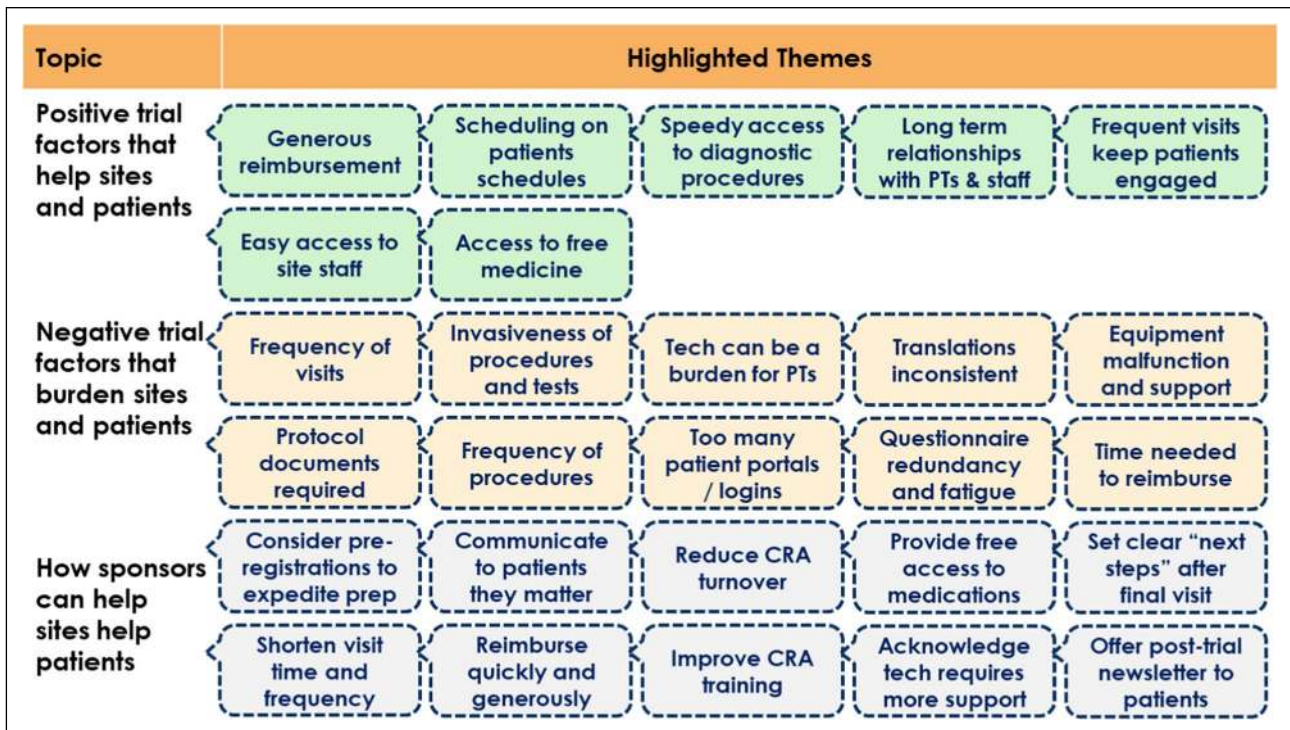 Topic
Highlighted Themes
Positive trial
factors that
help sites
and patients
Generous
reimbursement
Scheduling on
patients
schedules
Speedy access
to diagnostic
procedures
Long term
relationships
with PTs & staff
Frequent visits
keep patients
engaged
Easy access to
site staff
Access to free
medicine
Negative trial
factors that
burden sites
and patients
Frequency of
visits
Invasiveness of
procedures
and tests
Tech can be a
burden for PTs
Translations
inconsistent
Equipment
malfunction
and support
Protocol
documents
required
Frequency of
procedures
Too many
patient portals
/ logins
Questionnaire
redundancy
and fatigue
Time needed
to reimburse
How sponsors
can help
sites help
patients
Consider pre-
registrations to
expedite prep
Communicate
to patients
they matter
Reduce CRA
turnover
Provide free
access to
medications
Set clear “next
steps” after
final visit
Shorten visit
time and
frequency
Reimburse
quickly and
generously
Improve CRA
training
Acknowledge
tech requires
more support
Offer post-trial
newsletter to
patients